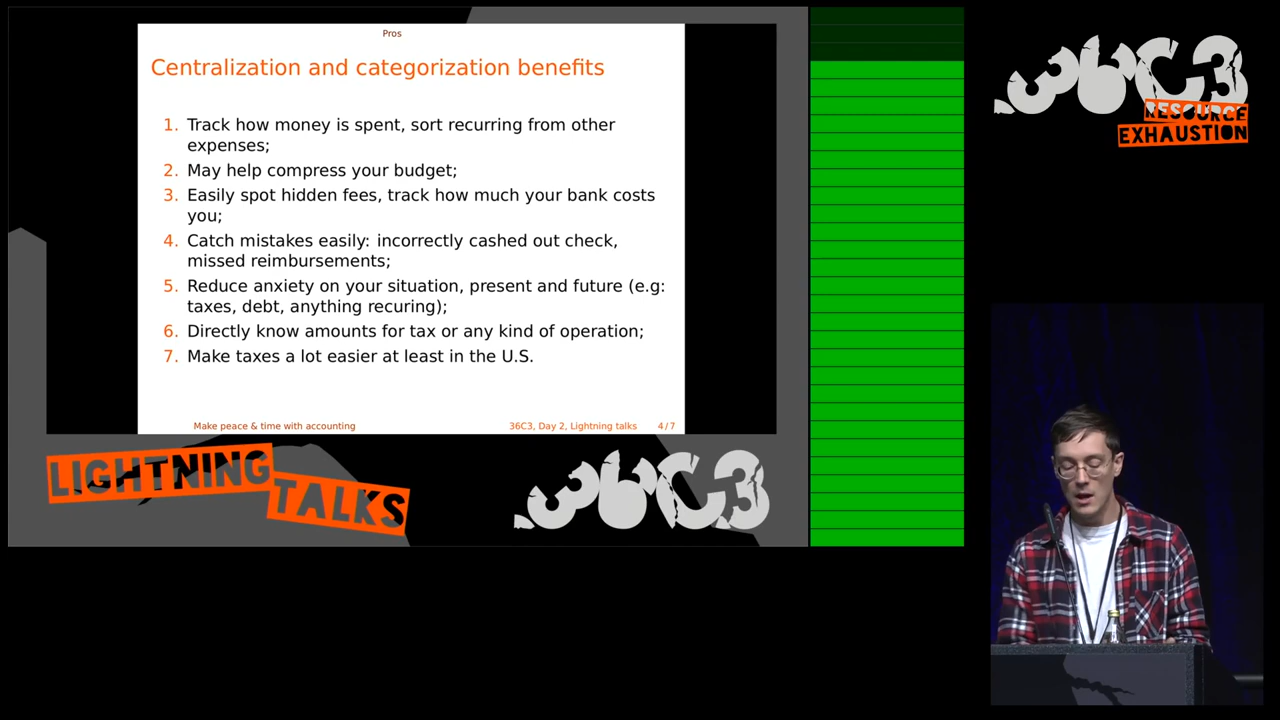 Pros
Centralization and categorization benefits
1. Track how money is spent, sort recurring from other
expenses;
2. May help compress your budget;
3. Easily spot hidden fees, track how much your bank costs
you;
4. Catch mistakes easily: incorrectly cashed out check,
missed reimbursements;
5. Reduce anxiety on your situation, present and future (e.g:
taxes, debt, anything recuring);
6. Directly know amounts for tax or any kind of operation;
7. Make taxes a lot easier at least in the U.S.
Make peace & time with accounting
36C3, Day 2, Lightning talks 4/7
LIGHTNING
TALKS
36C3
36C3
RESOURCE
EXHAUSTION